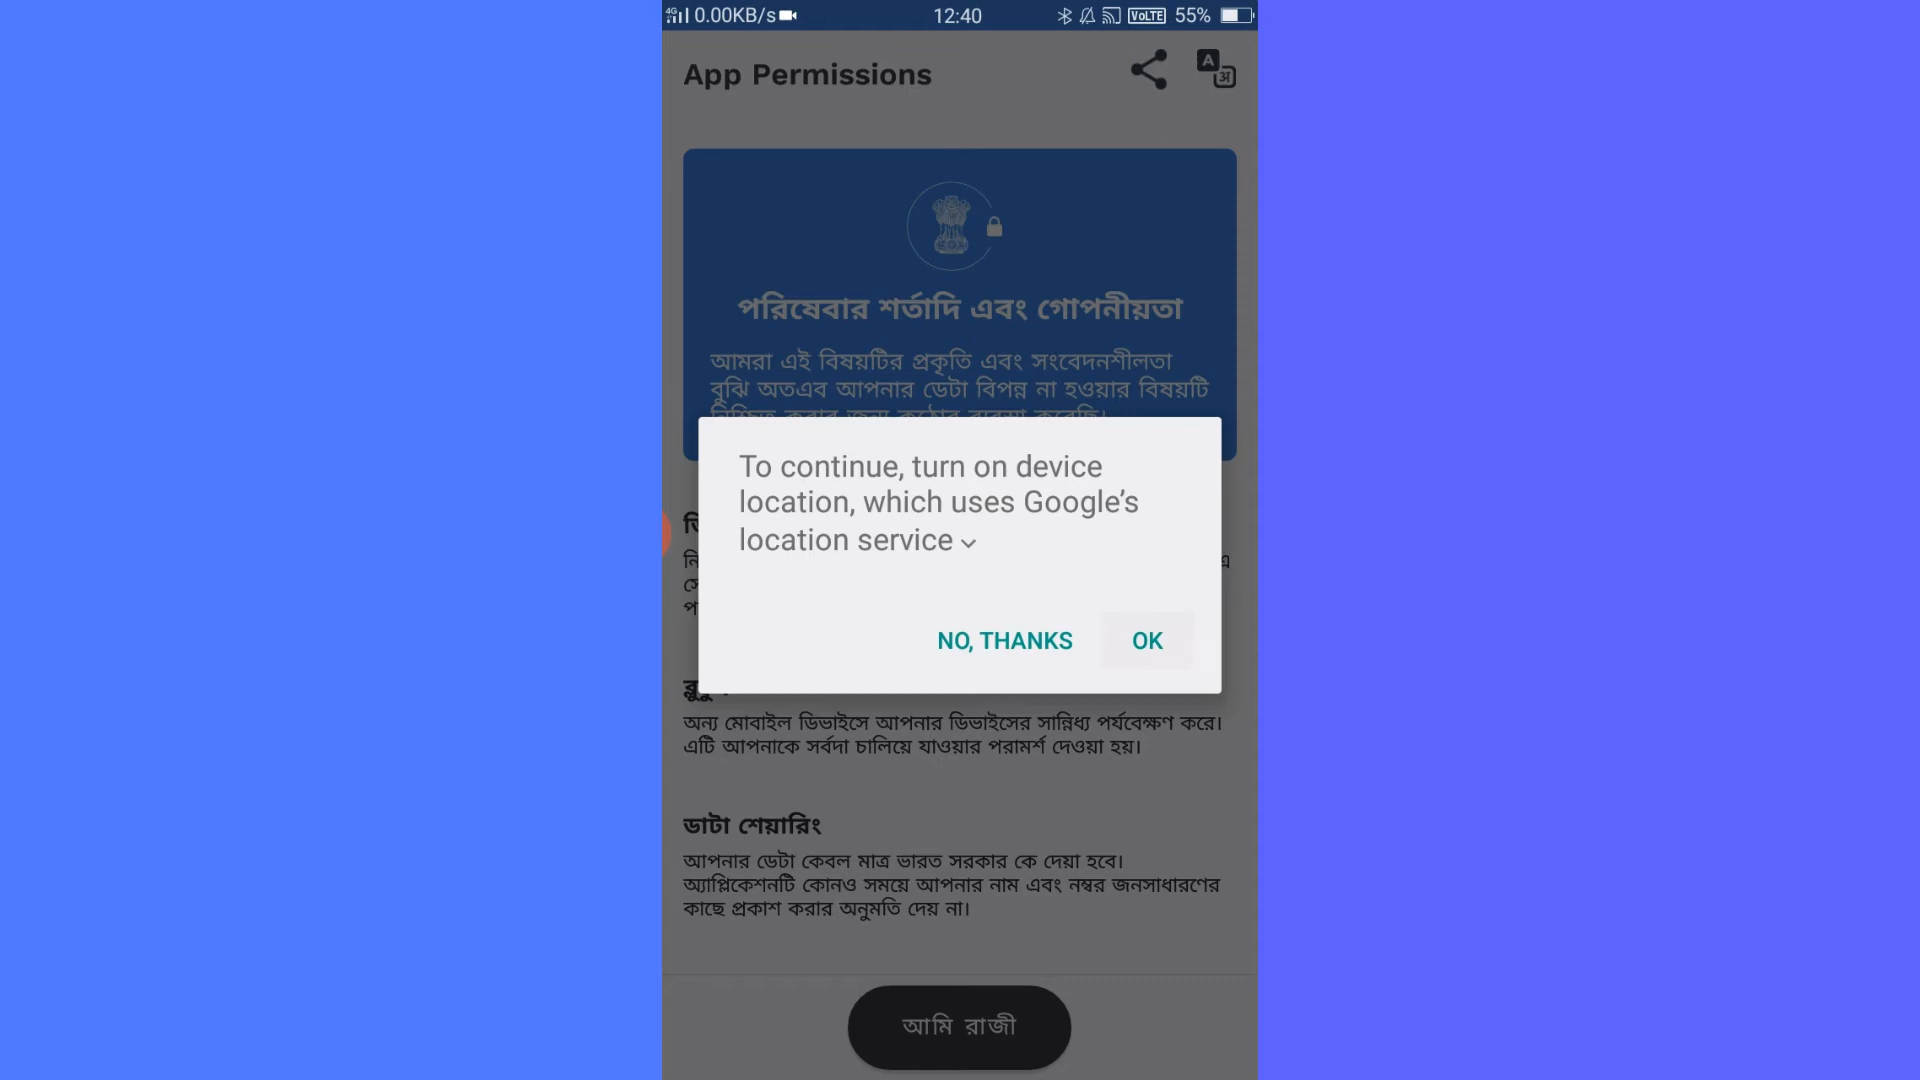 0.00KB/s 12:40 VoLTE 55%
App Permissions
A
अ
পরিষেবার শর্তাদি এবং গোপনীয়তা
আমরা এই বিষয়টির প্রকৃতি এবং সংবেদনশীলতা
বুঝি অতএব আপনার ডেটা বিপন্ন না হওয়ার বিষয়টি
To continue, turn on device
location, which uses Google’s
location service
NO, THANKS OK
অন্য মোবাইল ডিভাইসে আপনার ডিভাইসের সান্নিধ্য পর্যবেক্ষণ করে।
এটি আপনাকে সর্বদা চালিয়ে যাওয়ার পরামর্শ দেওয়া হয়।
ডাটা শেয়ারিং
আপনার ডেটা কেবল মাত্র ভারত সরকার কে দেয়া হবে।
অ্যাপ্লিকেশনটি কোনও সময়ে আপনার নাম এবং নম্বর জনসাধারণের
কাছে প্রকাশ করার অনুমতি দেয় না।
আমি রাজী